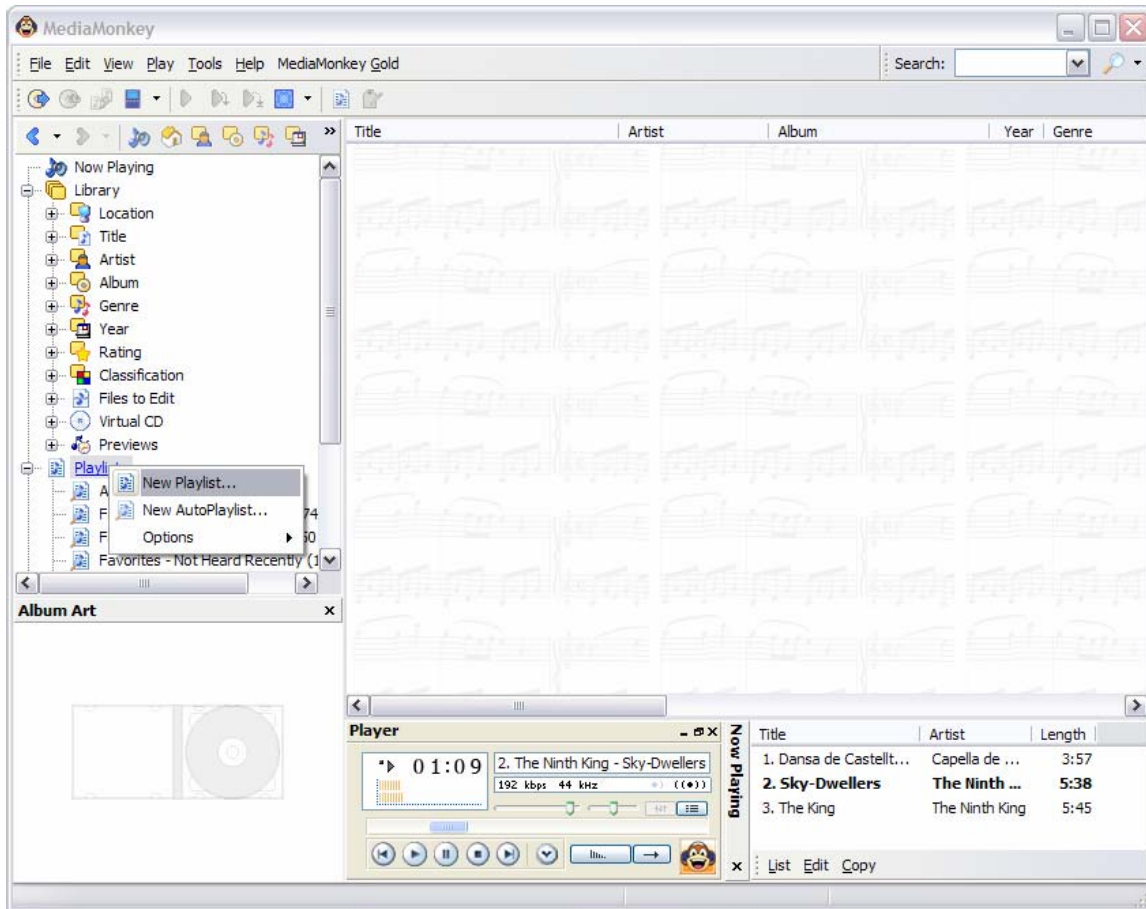 MediaMonkey
File Edit View Play Tools Help MediaMonkey Gold
Search:
Title Artist Album Year Genre
Now Playing
Library
Location
Title
Artist
Album
Genre
Year
Rating
Classification
Files to Edit
Virtual CD
Previews
Playli
New Playlist...
A
New AutoPlaylist...
F 74
Options
F 50
Favorites - Not Heard Recently (1
Album Art
Player
01:09
2. The Ninth King - Sky-Dwellers
192 kbps 44 kHz
Now Playing
Title Artist Length
1. Dansa de Castellt... Capella de ... 3:57
2. Sky-Dwellers The Ninth ... 5:38
3. The King The Ninth King 5:45
List Edit Copy